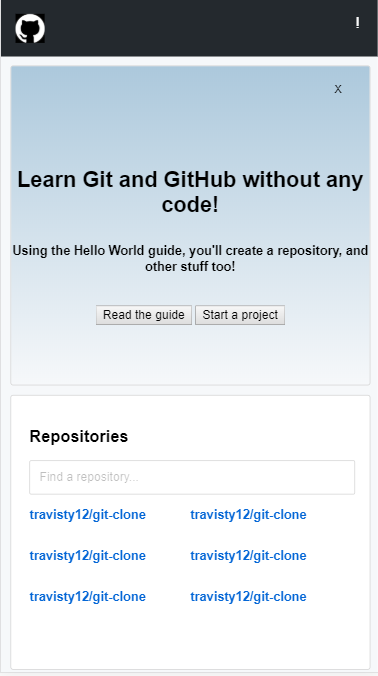 !
X
Learn Git and GitHub without any
code!
Using the Hello World guide, you'll create a repository, and
other stuff too!
Read the guide Start a project
Repositories
Find a repository...
travisty12/git-clone travisty12/git-clone
travisty12/git-clone travisty12/git-clone
travisty12/git-clone travisty12/git-clone